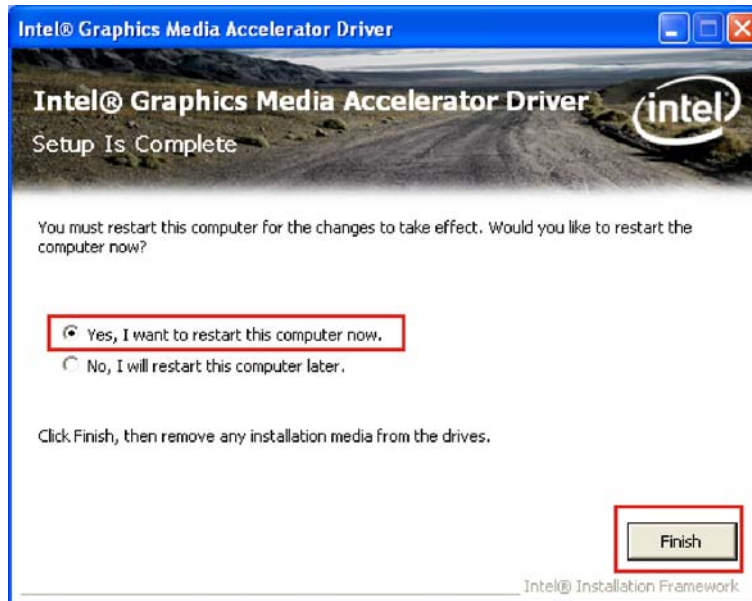 Intel® Graphics Media Accelerator Driver
Intel® Graphics Media Accelerator Driver
intel
Setup Is Complete
You must restart this computer for the changes to take effect. Would you like to restart the
computer now?
Yes, I want to restart this computer now.
No, I will restart this computer later.
Click Finish, then remove any installation media from the drives.
Finish
Intel® Installation Framework